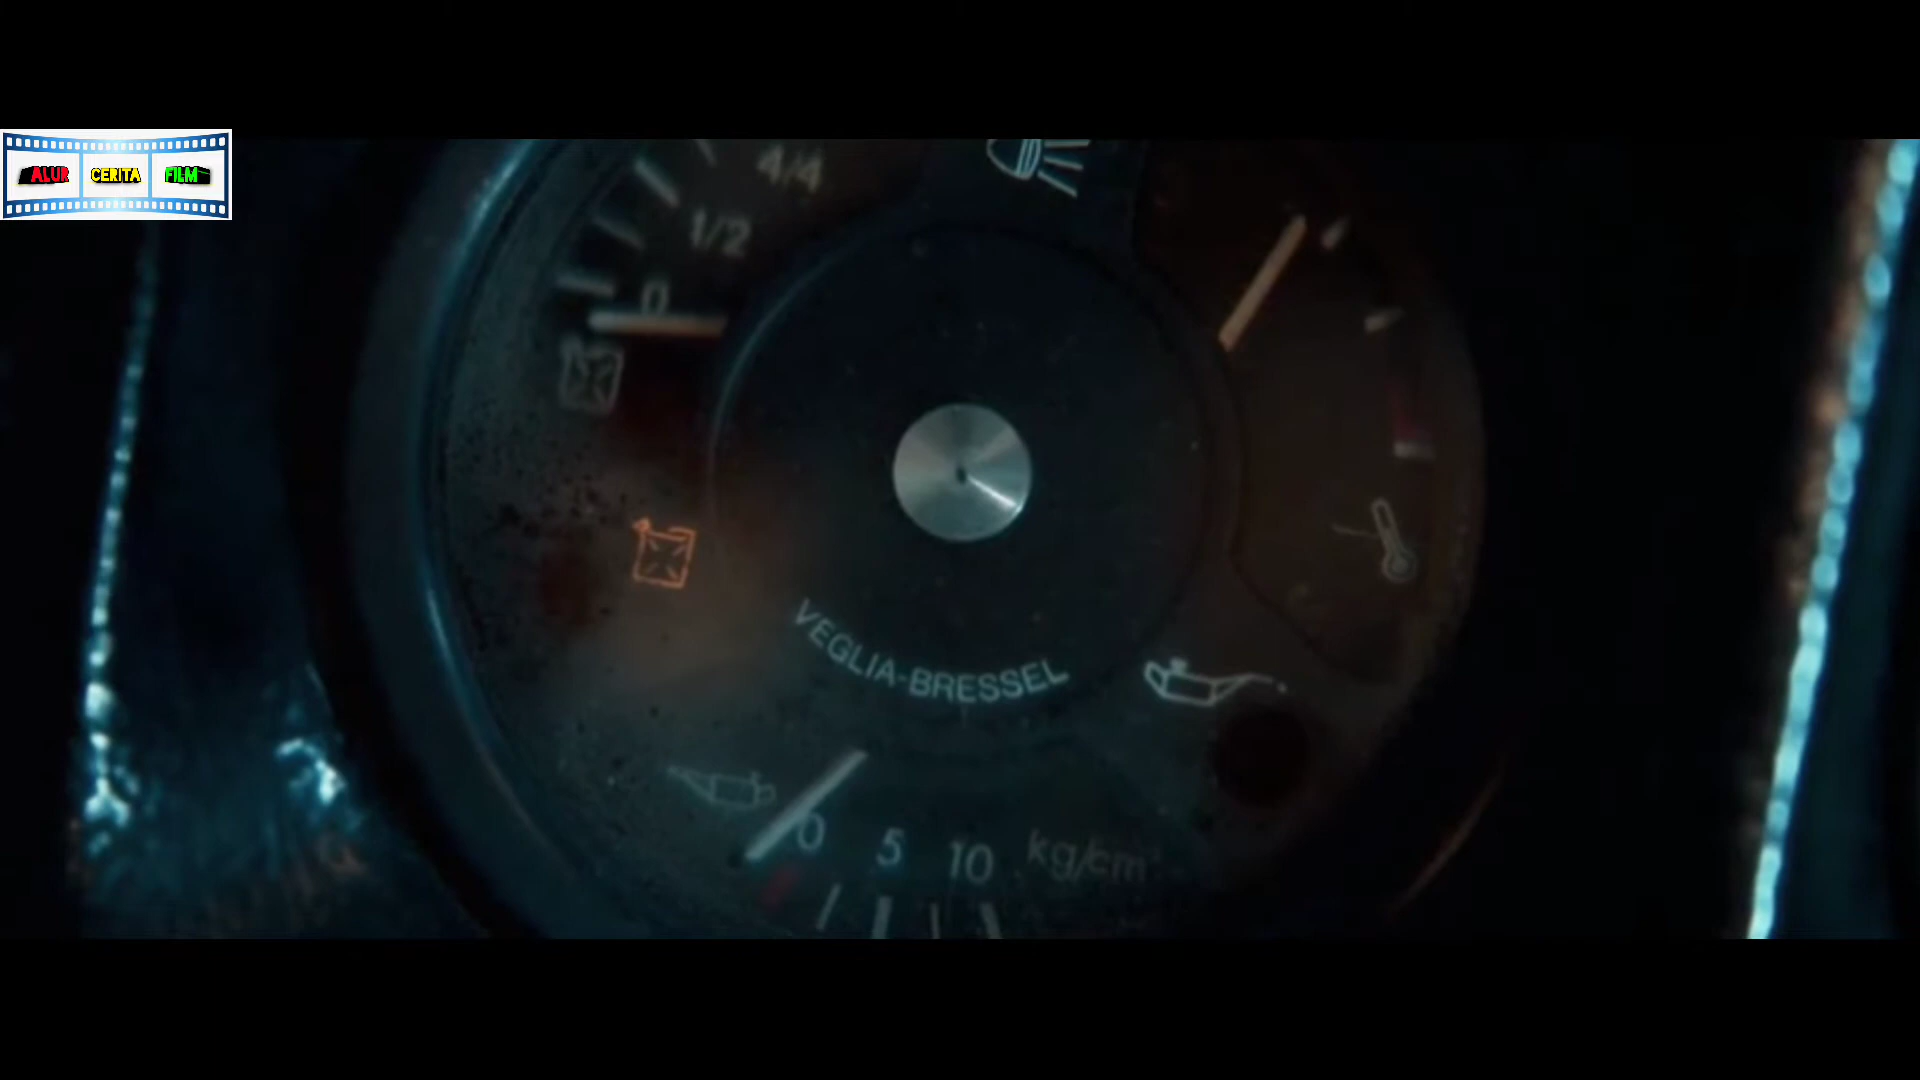 ALUR CERITA FILM
4/4
1/2
0
VEGLIA-BRESSEL
0 5 10 kg/cm²